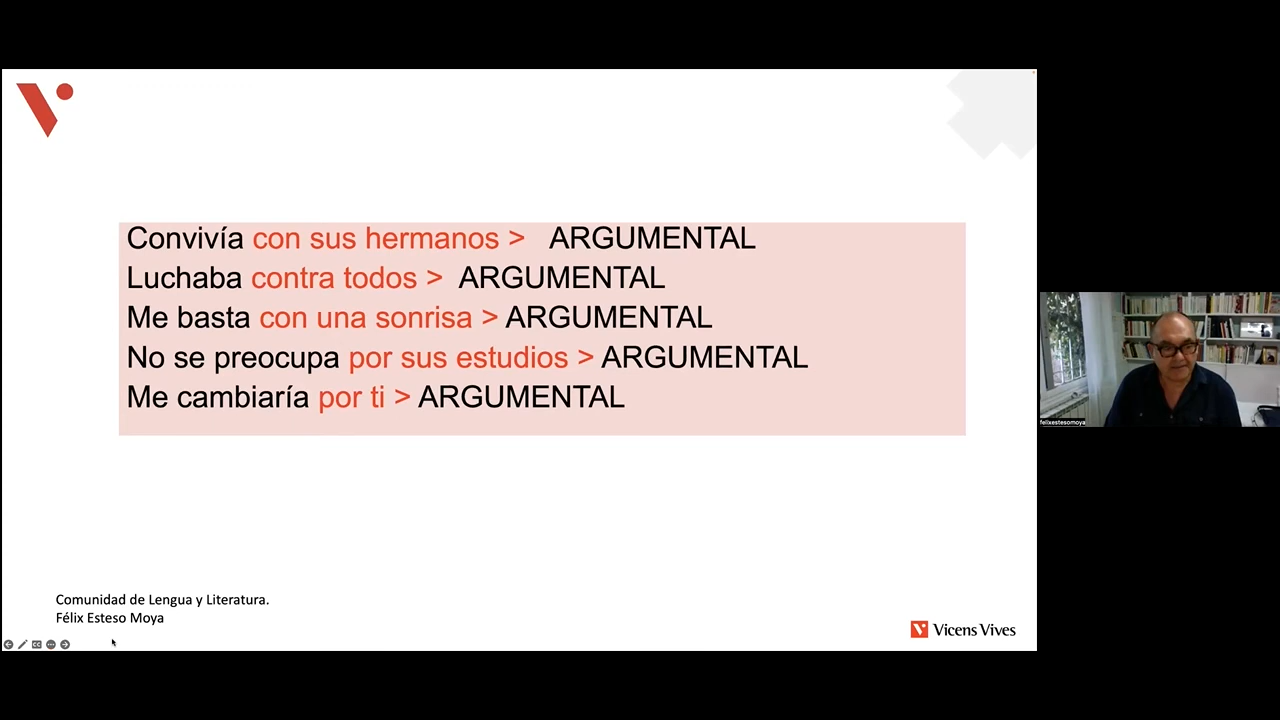 Convivía con sus hermanos > ARGUMENTAL
Luchaba contra todos > ARGUMENTAL
Me basta con una sonrisa > ARGUMENTAL
No se preocupa por sus estudios > ARGUMENTAL
Me cambiaría por ti > ARGUMENTAL
felixestesomoya
Comunidad de Lengua y Literatura.
Félix Esteso Moya
Vicens Vives